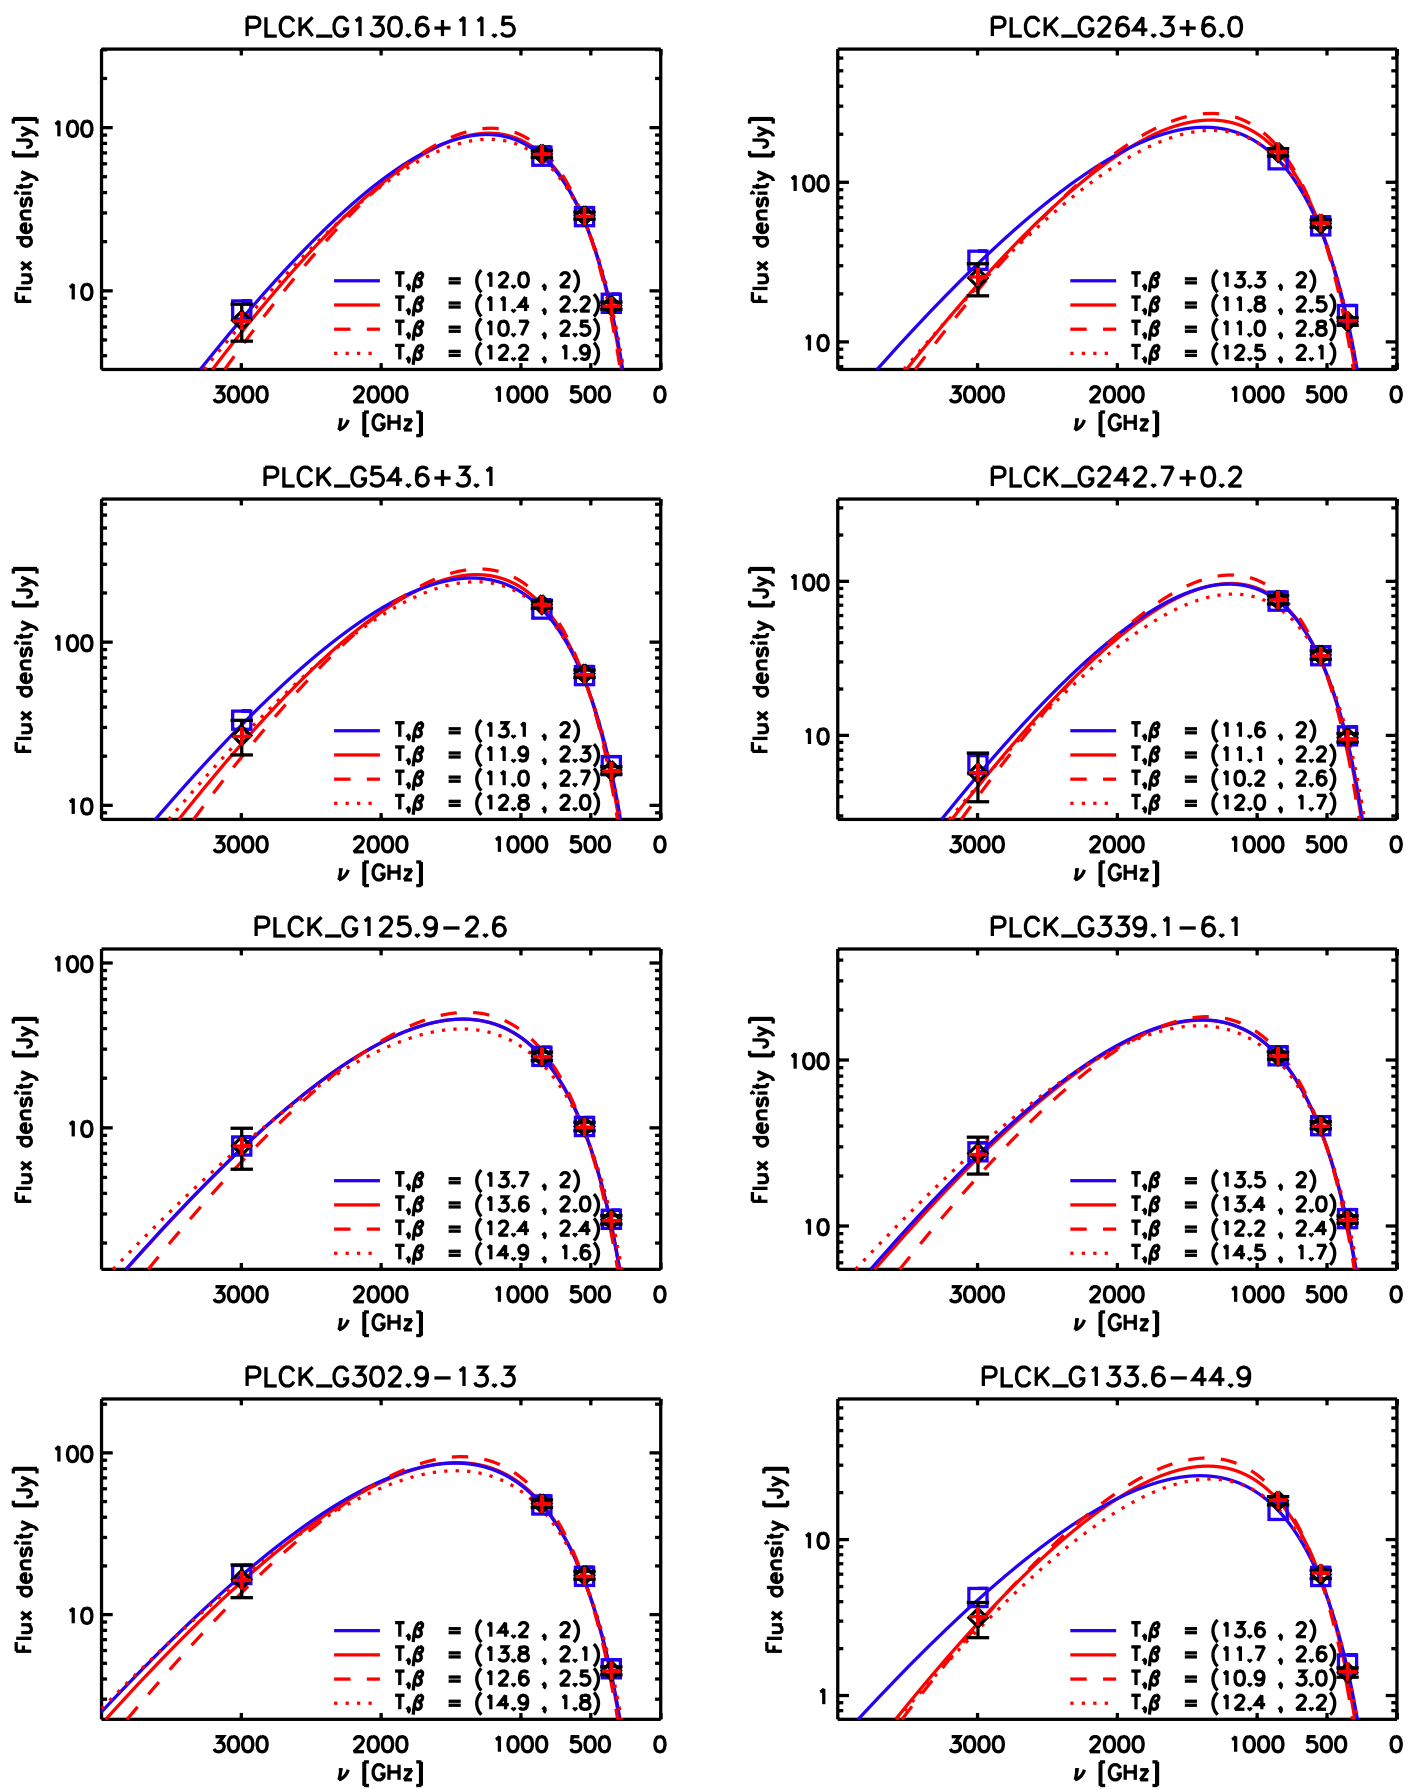 PLCK_G130.6+11.5
Flux density [Jy]
100
10
T,β = (12.0 , 2)
T,β = (11.4 , 2.2)
T,β = (10.7 , 2.5)
T,β = (12.2 , 1.9)
3000 2000 1000 500 0
ν [GHz]
PLCK_G264.3+6.0
Flux density [Jy]
100
10
T,β = (13.3 , 2)
T,β = (11.8 , 2.5)
T,β = (11.0 , 2.8)
T,β = (12.5 , 2.1)
3000 2000 1000 500 0
ν [GHz]
PLCK_G54.6+3.1
Flux density [Jy]
100
10
T,β = (13.1 , 2)
T,β = (11.9 , 2.3)
T,β = (11.0 , 2.7)
T,β = (12.8 , 2.0)
3000 2000 1000 500 0
ν [GHz]
PLCK_G242.7+0.2
Flux density [Jy]
100
10
T,β = (11.6 , 2)
T,β = (11.1 , 2.2)
T,β = (10.2 , 2.6)
T,β = (12.0 , 1.7)
3000 2000 1000 500 0
ν [GHz]
PLCK_G125.9−2.6
Flux density [Jy]
100
10
T,β = (13.7 , 2)
T,β = (13.6 , 2.0)
T,β = (12.4 , 2.4)
T,β = (14.9 , 1.6)
3000 2000 1000 500 0
ν [GHz]
PLCK_G339.1−6.1
Flux density [Jy]
100
10
T,β = (13.5 , 2)
T,β = (13.4 , 2.0)
T,β = (12.2 , 2.4)
T,β = (14.5 , 1.7)
3000 2000 1000 500 0
ν [GHz]
PLCK_G302.9−13.3
Flux density [Jy]
100
10
T,β = (14.2 , 2)
T,β = (13.8 , 2.1)
T,β = (12.6 , 2.5)
T,β = (14.9 , 1.8)
3000 2000 1000 500 0
ν [GHz]
PLCK_G133.6−44.9
Flux density [Jy]
10
1
T,β = (13.6 , 2)
T,β = (11.7 , 2.6)
T,β = (10.9 , 3.0)
T,β = (12.4 , 2.2)
3000 2000 1000 500 0
ν [GHz]